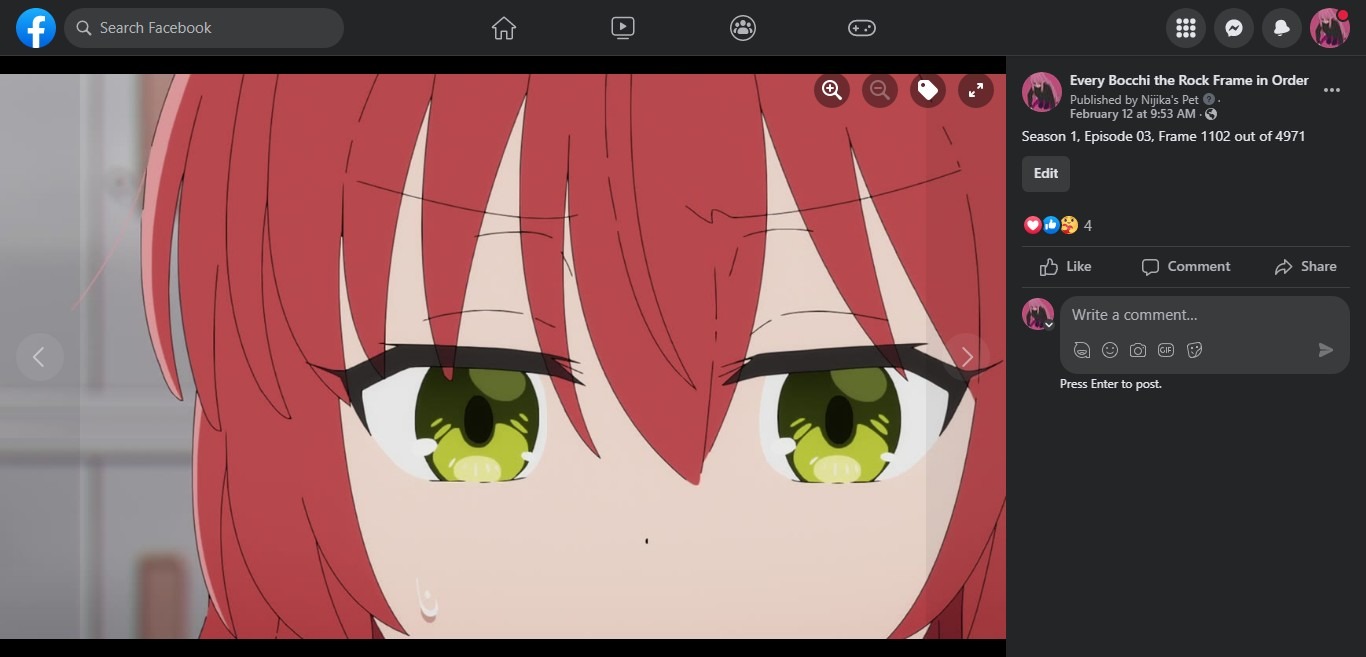 Search Facebook
Every Bocchi the Rock Frame in Order
Published by Nijika's Pet ·
February 12 at 9:53 AM ·
Season 1, Episode 03, Frame 1102 out of 4971
Edit
4
Like
Comment
Share
Write a comment...
GIF
Press Enter to post.